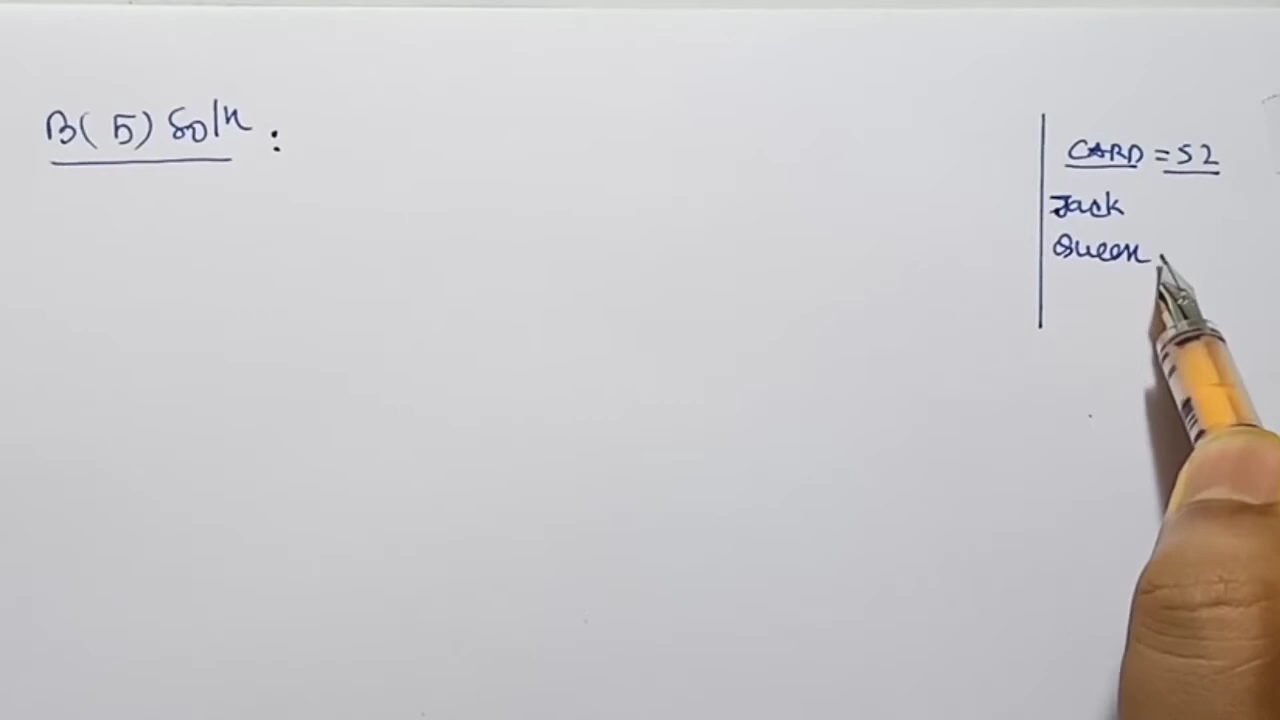 B( 5) Soln :
CARD = 52
Jack
Queen